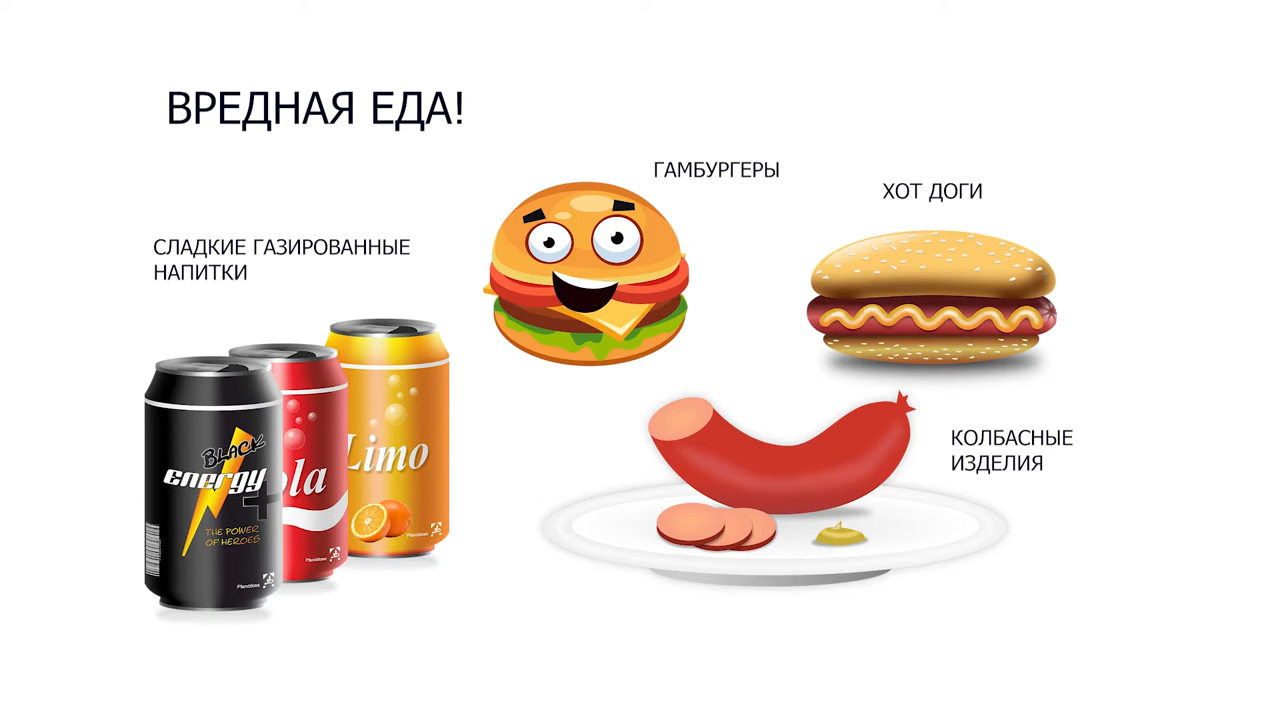 ВРЕДНАЯ ЕДА!
ГАМБУРГЕРЫ
ХОТ ДОГИ
СЛАДКИЕ ГАЗИРОВАННЫЕ
НАПИТКИ
КОЛБАСНЫЕ
ИЗДЕЛИЯ
BLACK
energy+
THE POWER
OF HEROES
ola
Limo